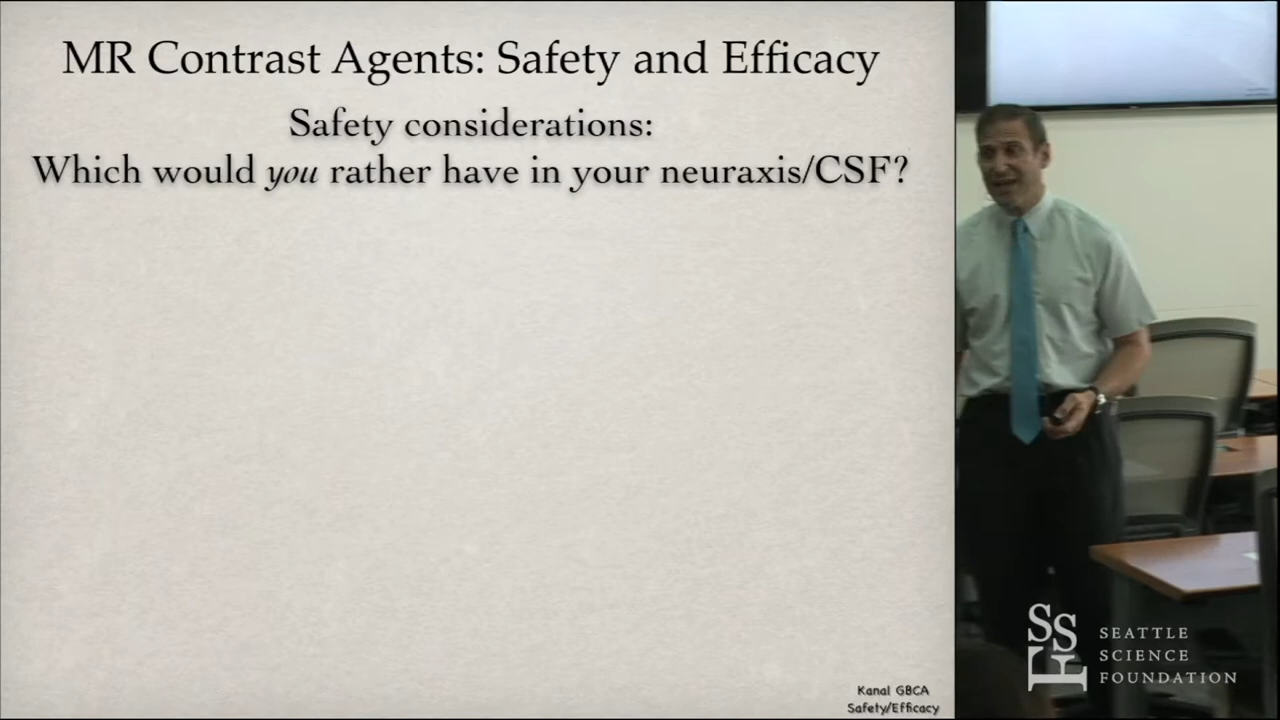 MR Contrast Agents: Safety and Efficacy
Safety considerations:
Which would you rather have in your neuraxis/CSF?
Kanal GBCA
Safety/Efficacy
SSF
SEATTLE
SCIENCE
FOUNDATION